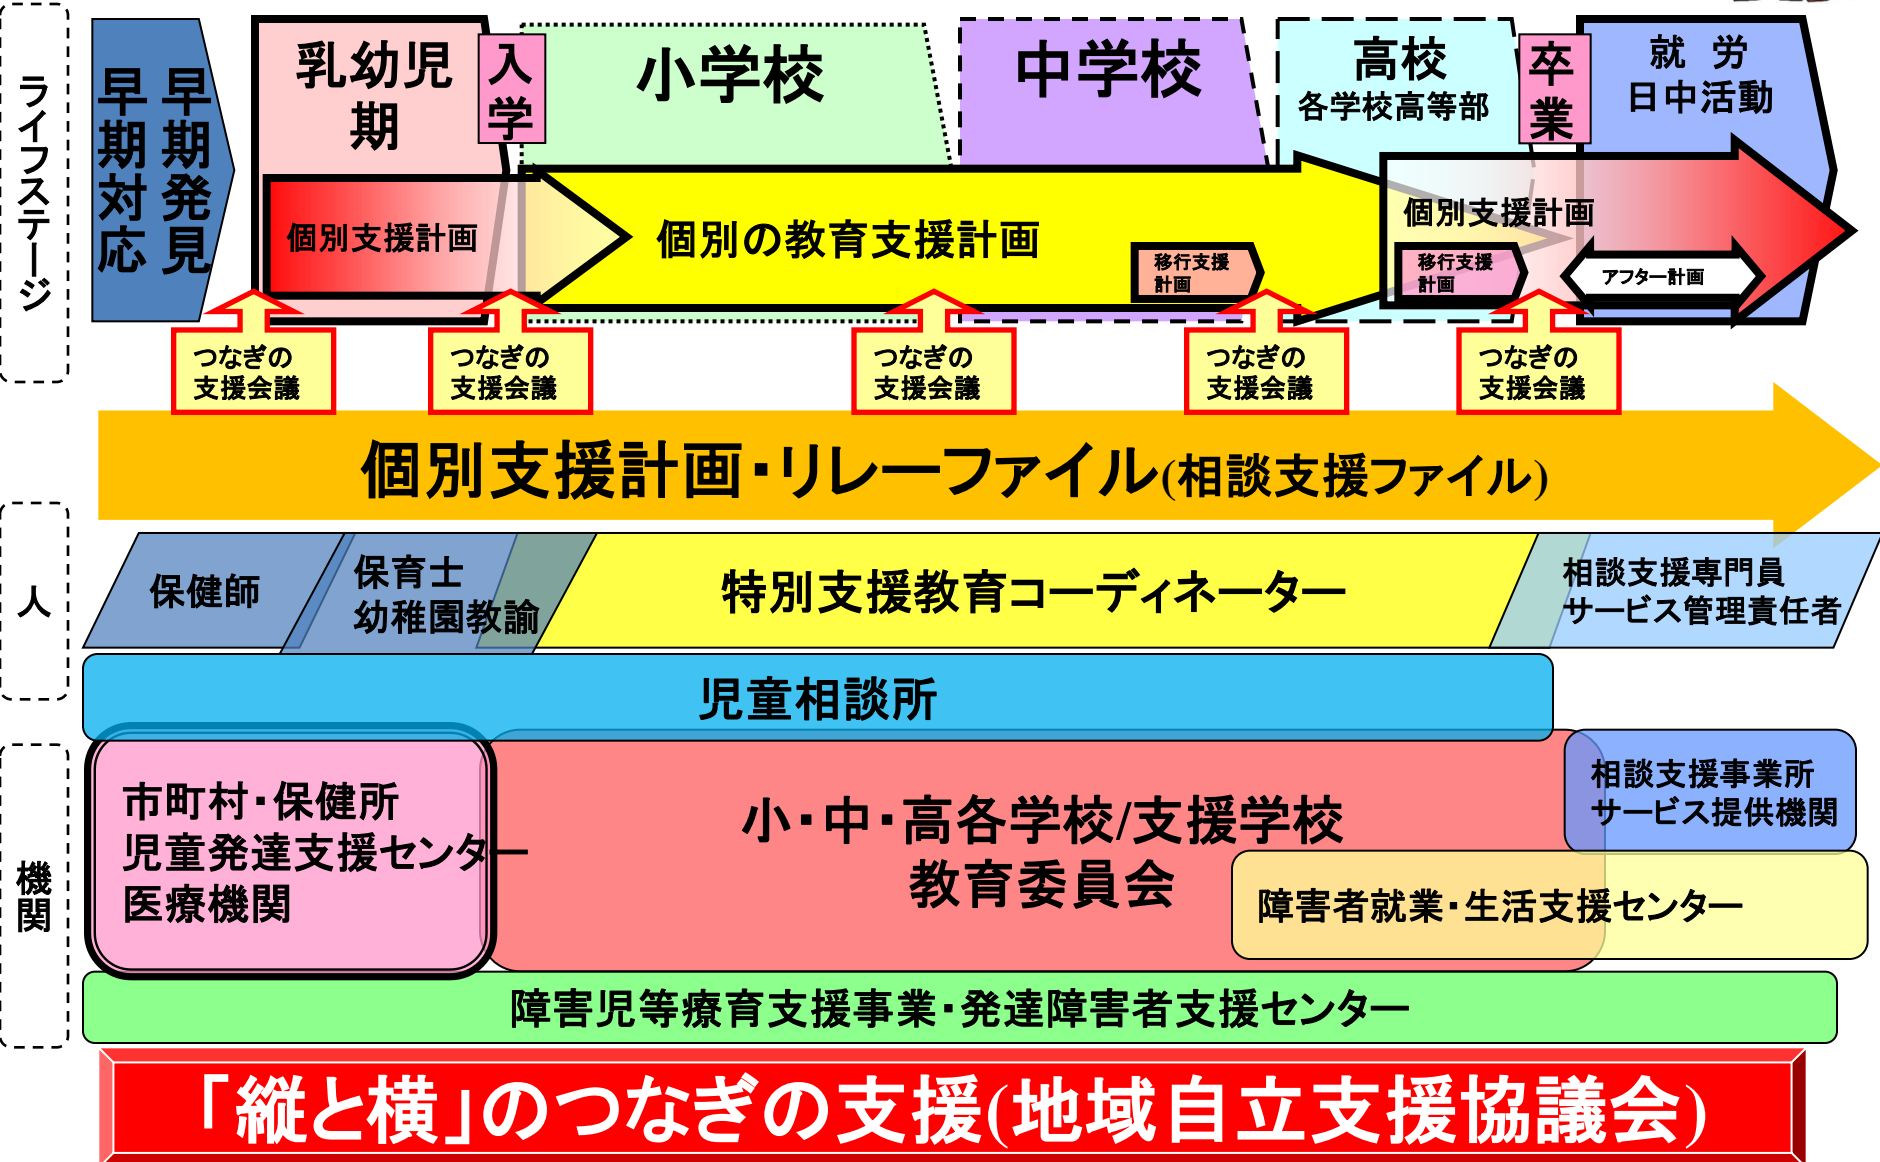 ライフステージ
早期発見
早期対応
乳幼児
期
入学
小学校
中学校
高校
各学校高等部
卒業
就　労
日中活動
個別支援計画
個別の教育支援計画
移行支援
計画
個別支援計画
移行支援
計画
アフター計画
つなぎの
支援会議
つなぎの
支援会議
つなぎの
支援会議
つなぎの
支援会議
つなぎの
支援会議
個別支援計画・リレーファイル(相談支援ファイル)
人
保健師
保育士
幼稚園教諭
特別支援教育コーディネーター
相談支援専門員
サービス管理責任者
児童相談所
機関
市町村・保健所
児童発達支援センター
医療機関
小・中・高各学校/支援学校
教育委員会
相談支援事業所
サービス提供機関
障害者就業・生活支援センター
障害児等療育支援事業・発達障害者支援センター
「縦と横」のつなぎの支援(地域自立支援協議会)